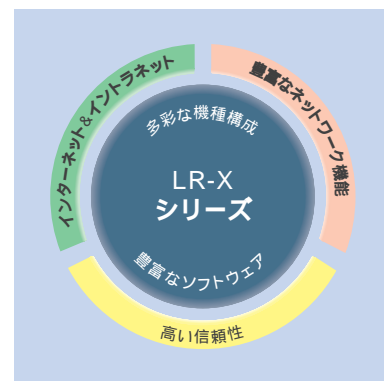 インターネット&イントラネット
豊富なネットワーク機能
多彩な機種構成
LR-X
シリーズ
豊富なソフトウェア
高い信頼性